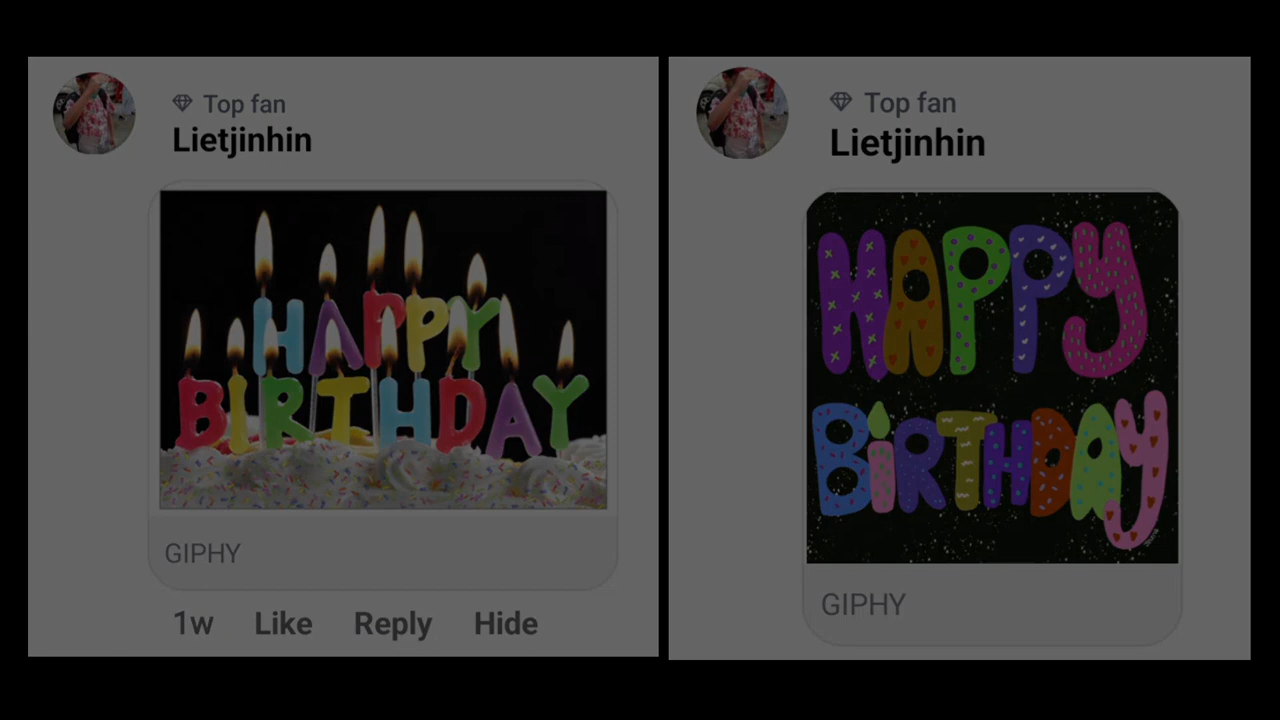 Top fan
Lietjinhin
HAPPY
BIRTHDAY
GIPHY
1w Like Reply Hide
Top fan
Lietjinhin
HAPPY
BiRTHDAY
GIPHY